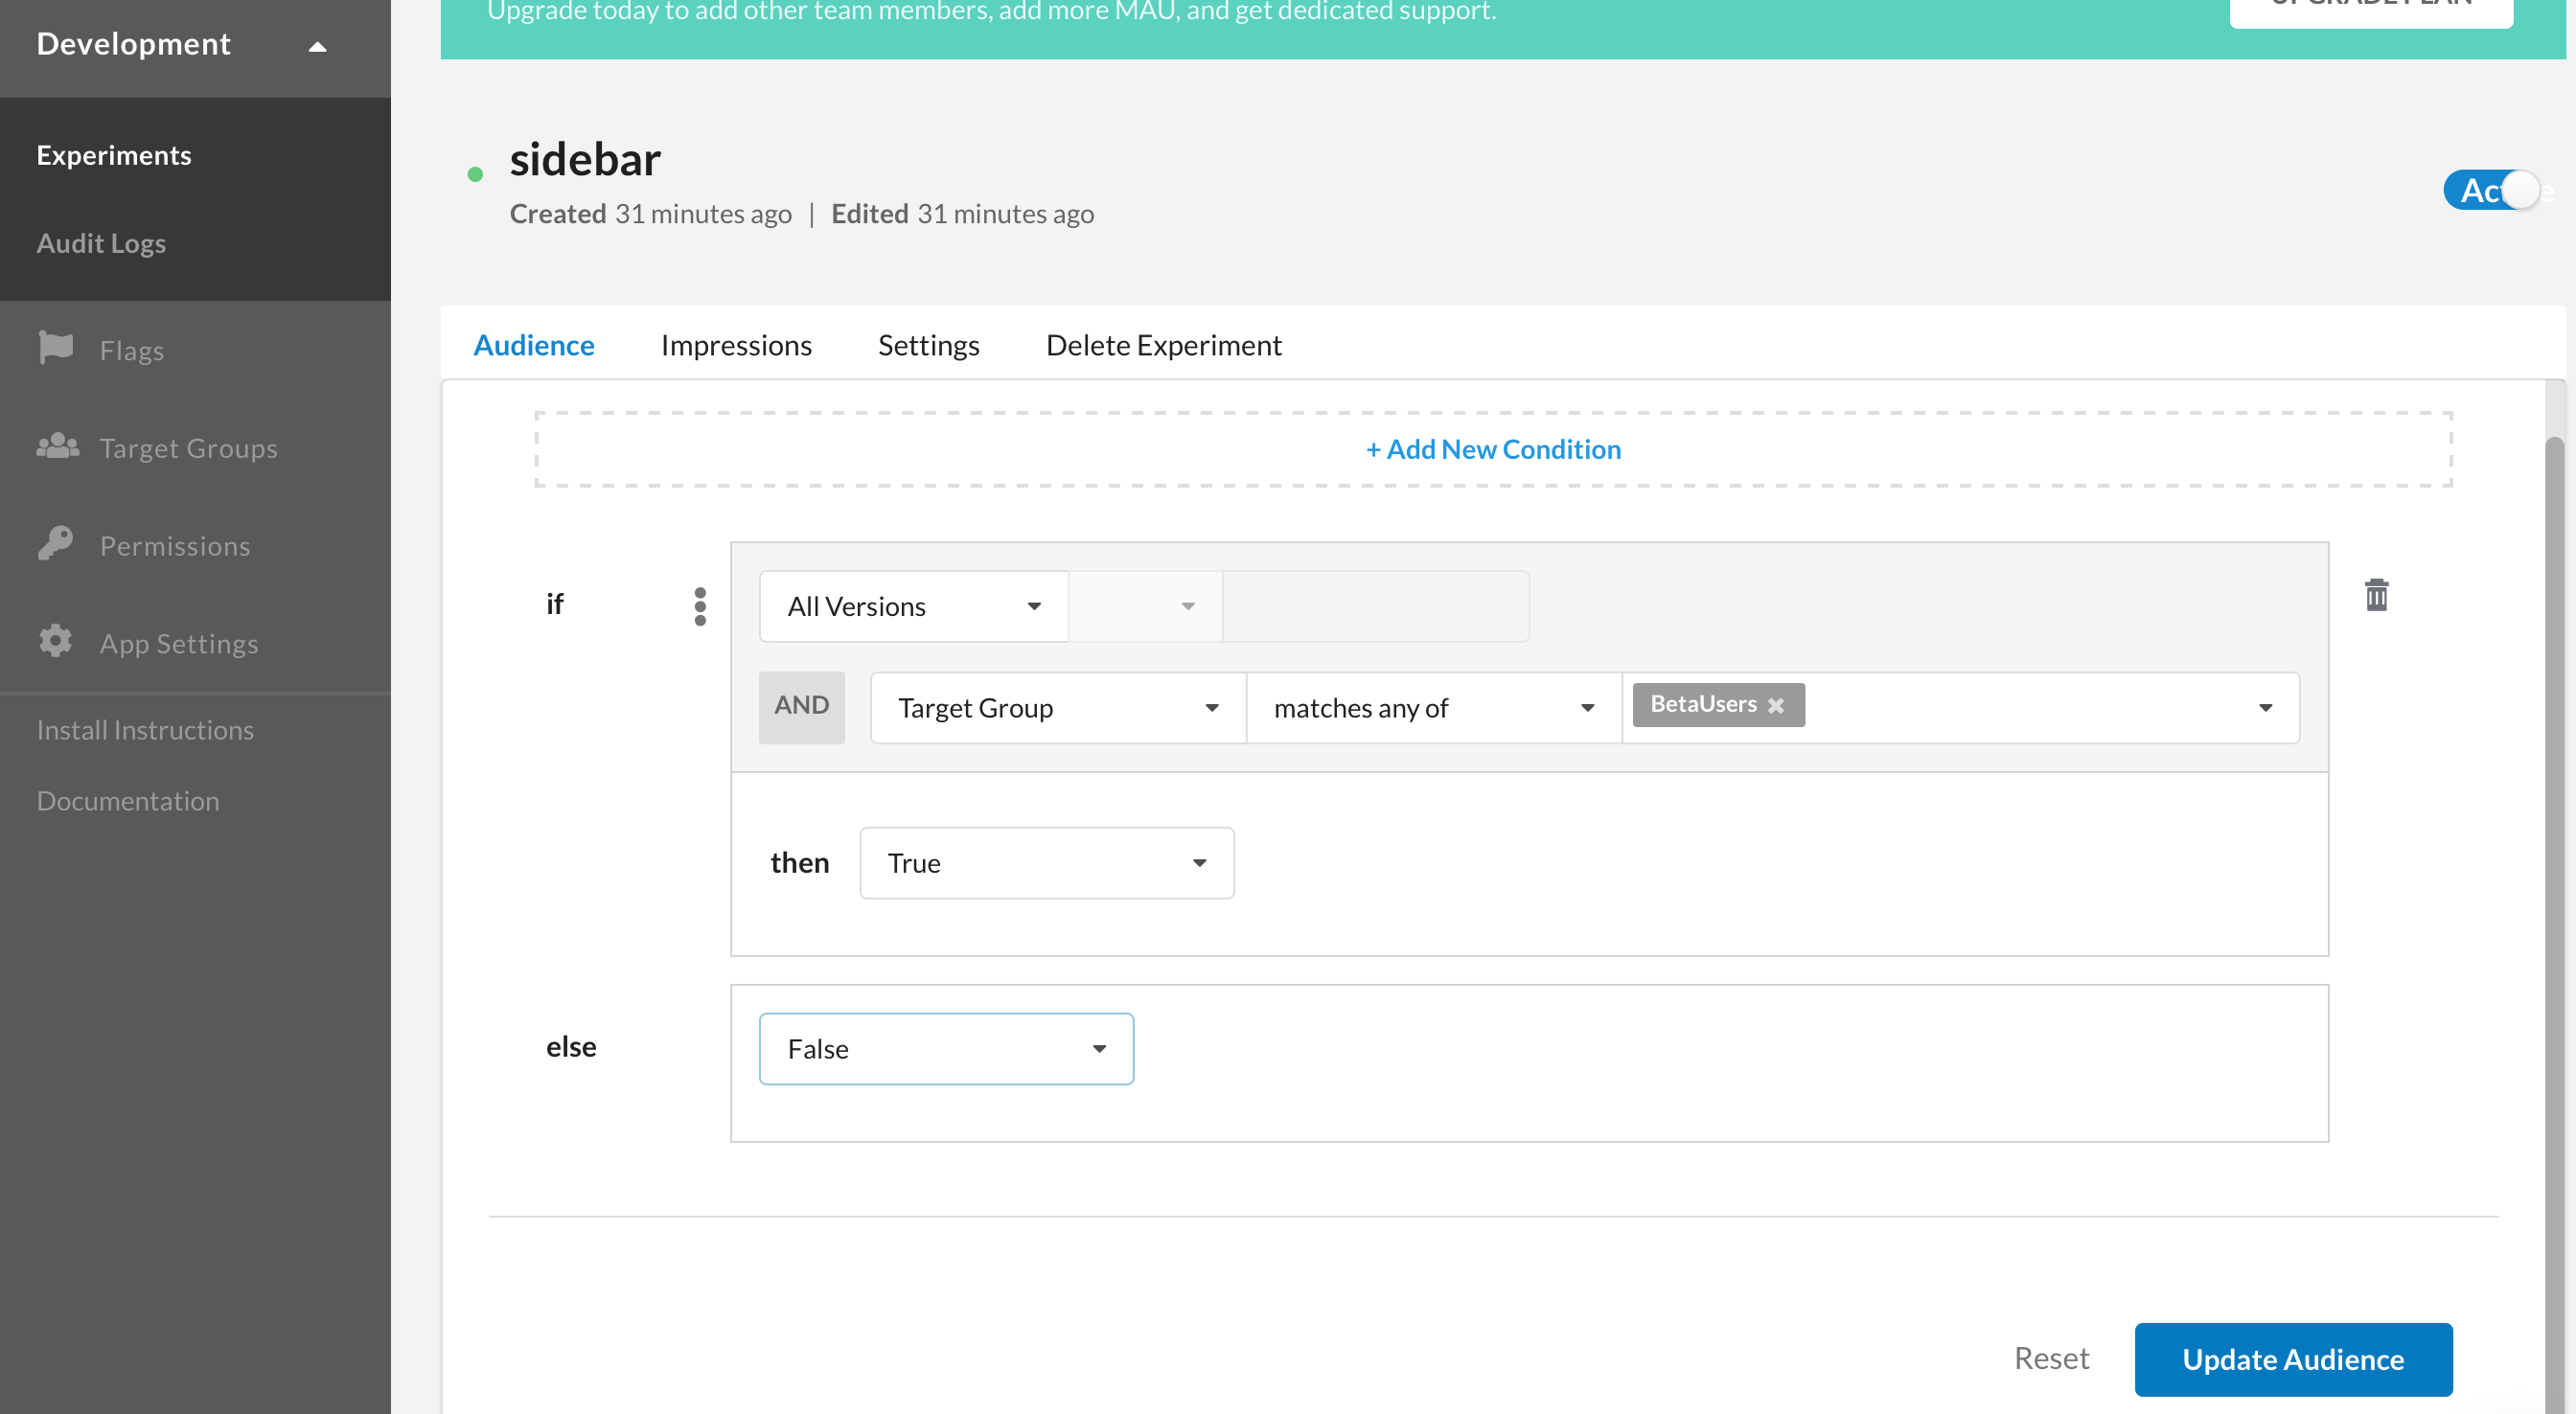 Development
Experiments
Audit Logs
Flags
Target Groups
Permissions
App Settings
Install Instructions
Documentation
Upgrade today to add other team members, add more MAU, and get dedicated support.
UPGRADE PLAN
sidebar
Created 31 minutes ago | Edited 31 minutes ago
Active
Audience Impressions Settings Delete Experiment
+ Add New Condition
if
All Versions
AND Target Group matches any of BetaUsers
then True
else
False
Reset Update Audience